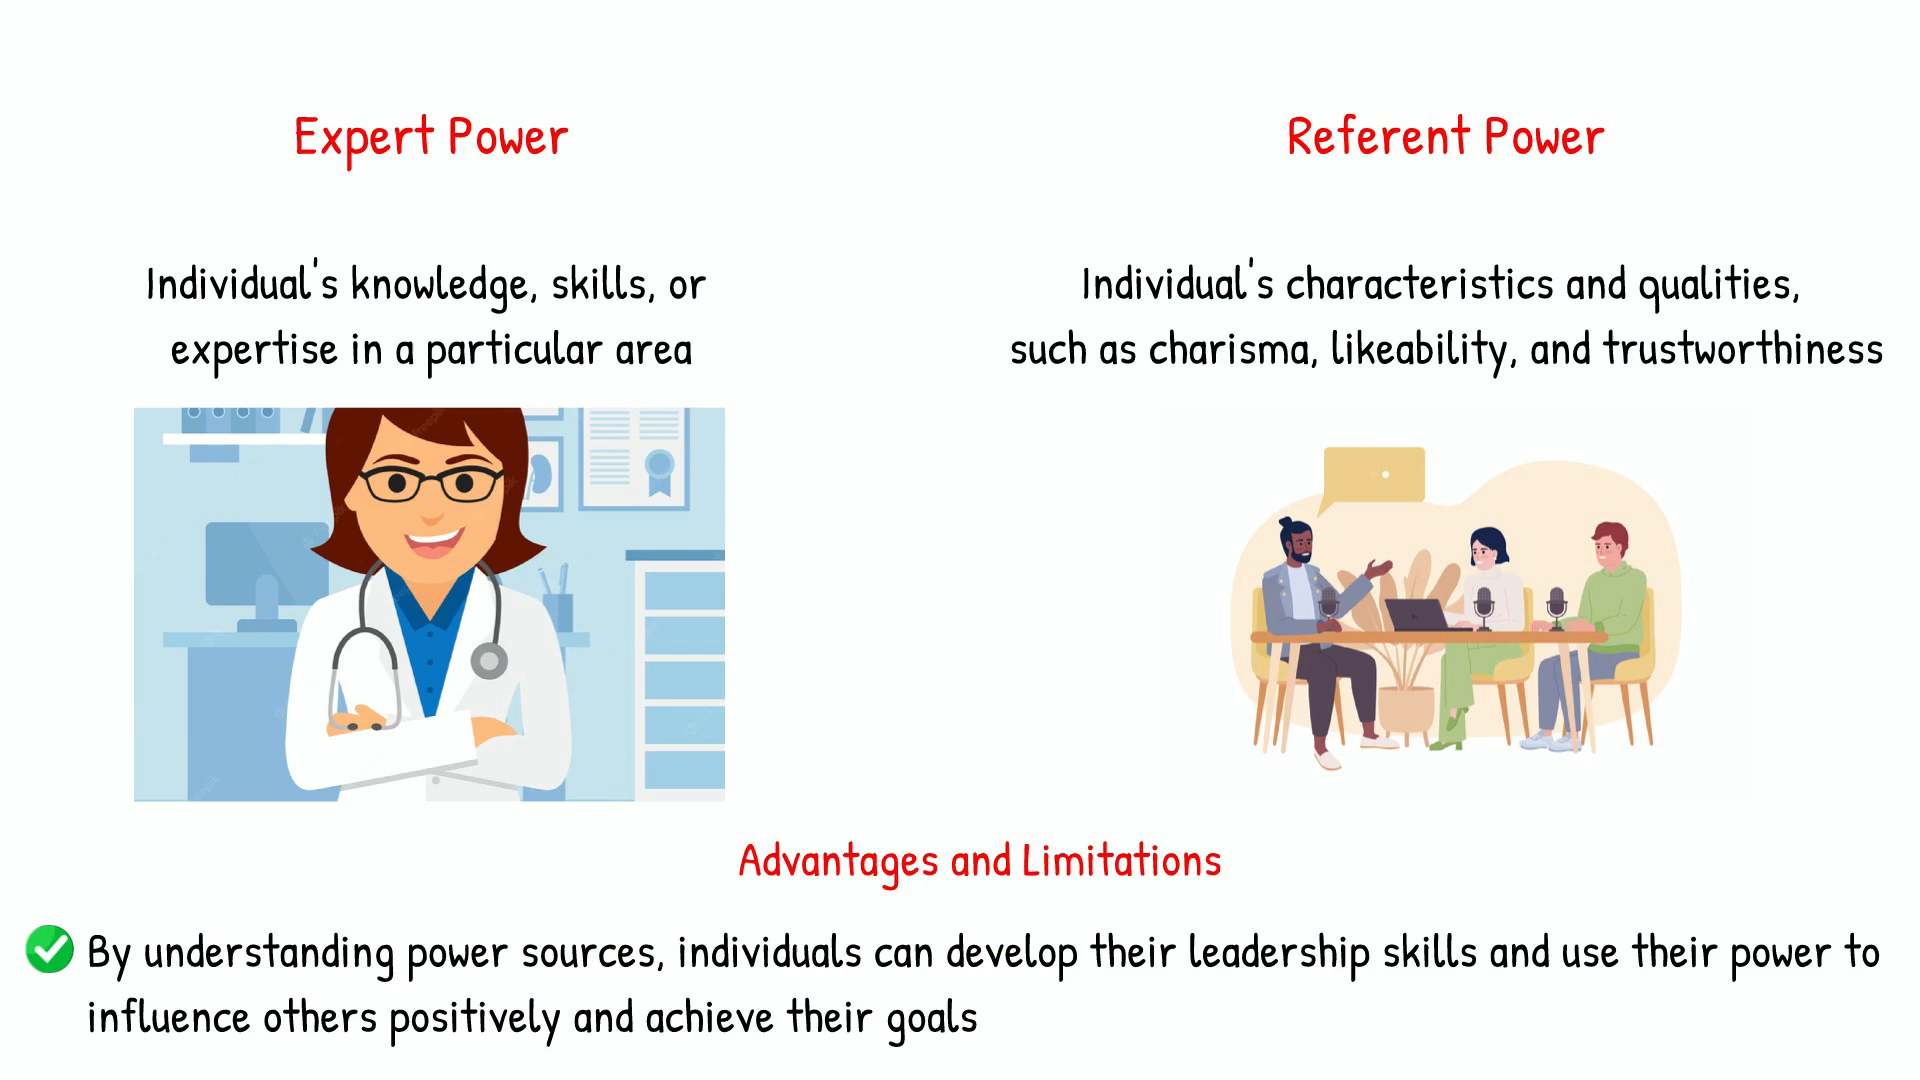 Expert Power
Individual's knowledge, skills, or
expertise in a particular area
Referent Power
Individual's characteristics and qualities,
such as charisma, likeability, and trustworthiness
Advantages and Limitations
By understanding power sources, individuals can develop their leadership skills and use their power to
influence others positively and achieve their goals